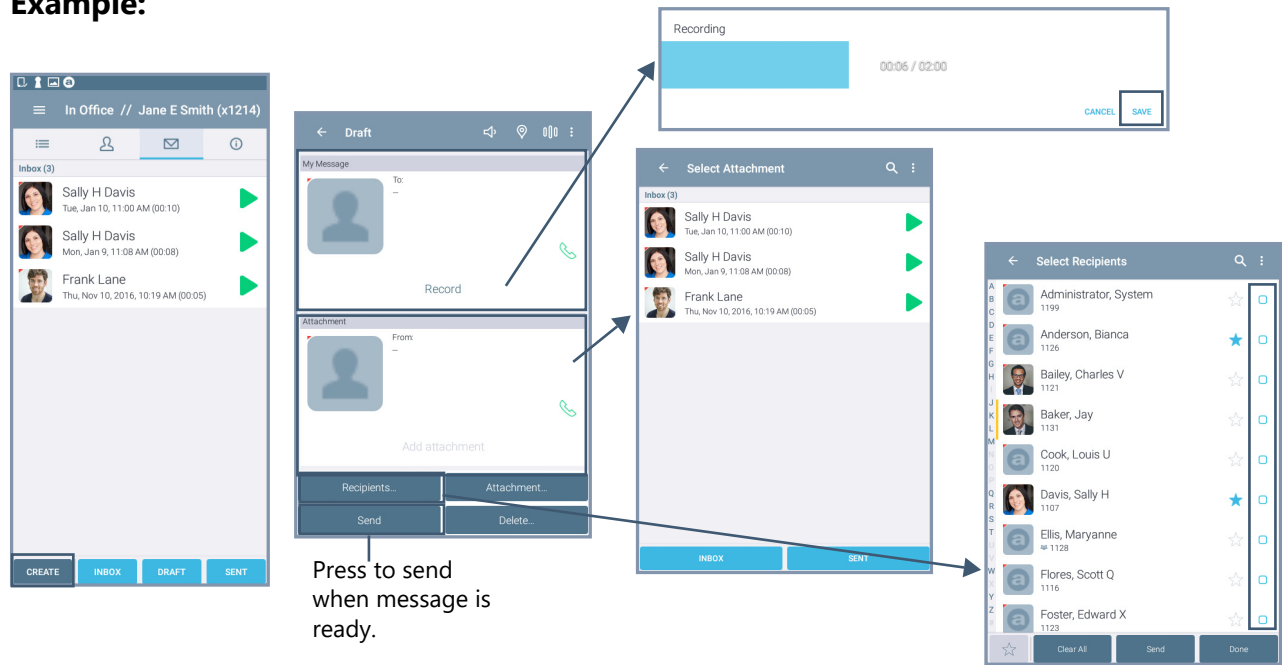 Example:
In Office // Jane E Smith (x1214)
Inbox (3)
Sally H Davis
Tue, Jan 10, 11:00 AM (00:10)
Sally H Davis
Mon, Jan 9, 11:08 AM (00:08)
Frank Lane
Thu, Nov 10, 2016, 10:19 AM (00:05)
CREATE INBOX DRAFT SENT
Draft
My Message
To:
--
Record
Attachment
From:
--
Add attachment
Recipients... Attachment...
Send Delete...
Press to send
when message is
ready.
Recording
00:06 / 02:00
CANCEL SAVE
Select Attachment
Inbox (3)
Sally H Davis
Tue, Jan 10, 11:00 AM (00:10)
Sally H Davis
Mon, Jan 9, 11:08 AM (00:08)
Frank Lane
Thu, Nov 10, 2016, 10:19 AM (00:05)
INBOX SENT
Select Recipients
A
B
C
D
E
F
G
H
I
J
K
L
M
N
O
P
Q
R
S
T
U
V
W
X
Y
Z
#
Administrator, System
1199
Anderson, Bianca
1126
Bailey, Charles V
1121
Baker, Jay
1131
Cook, Louis U
1120
Davis, Sally H
1107
Ellis, Maryanne
1128
Flores, Scott Q
1116
Foster, Edward X
1123
Clear All Send Done